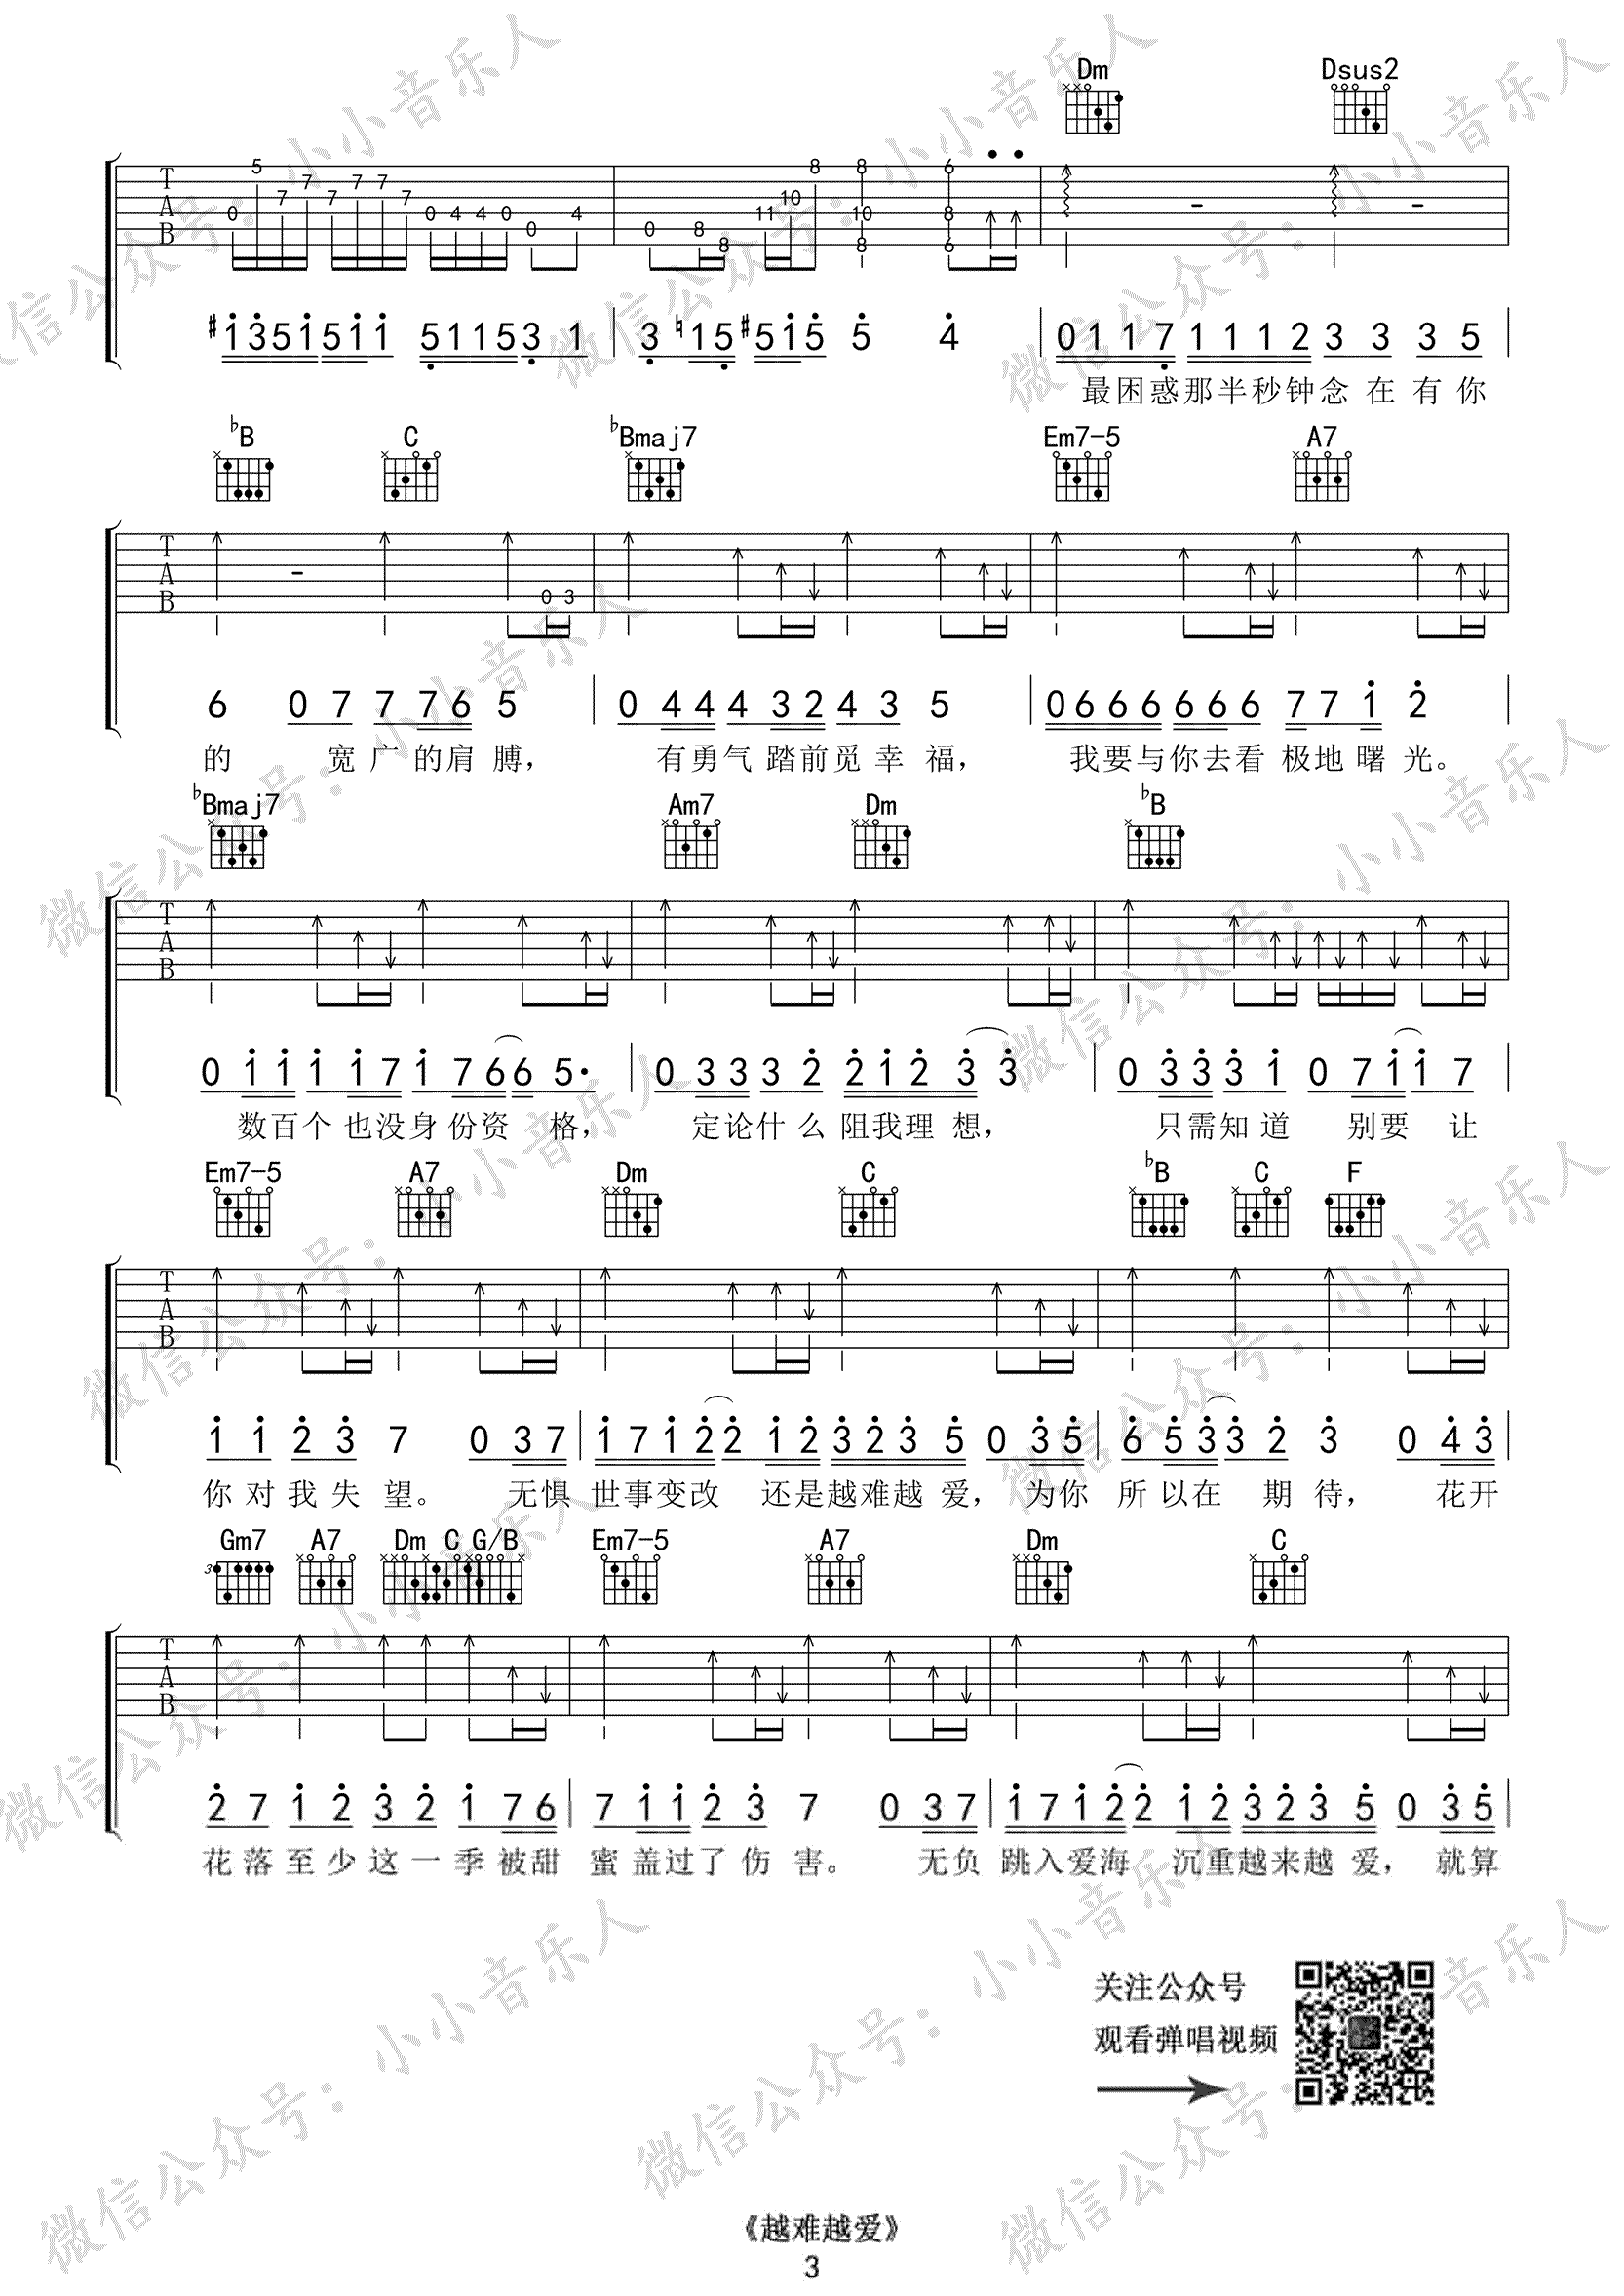 Dm Dsus2
T 5 7 7 7 7 7 7 8 8 6
A 0 0 4 4 0 4 11 10 10 8
B 0 0 8 8 8 6
#1351511 511531 3 ♮15 #515 5 4 0117 1112 3 3 3 5
最困惑那半秒钟念在有你
♭B C ♭Bmaj7 Em7-5 A7
T
A
B 0 3
6 0 7 7 7 6 5 0 4 4 4 3 2 4 3 5 0 6 6 6 6 6 6 7 7 1 2
的 宽广的肩膊， 有勇气踏前觅幸福， 我要与你去看极地曙光。
♭Bmaj7 Am7 Dm ♭B
T
A
B
0 1 1 1 1 7 1 7 6 6 5· 0 3 3 3 2 2 1 2 3 3 0 3 3 3 1 0 7 1 1 7
数百个也没身份资格， 定论什么阻我理想， 只需知道 别要 让
Em7-5 A7 Dm C ♭B C F
T
A
B
1 1 2 3 7 0 3 7 1 7 1 2 2 1 2 3 2 3 5 0 3 5 6 5 3 3 2 3 0 4 3
你对我失望。 无惧 世事变改 还是越难越爱， 为你 所以在 期待， 花开
Gm7 A7 Dm C G/B Em7-5 A7 Dm C
3
T
A
B
2 7 1 2 3 2 1 7 6 7 1 1 2 3 7 0 3 7 1 7 1 2 2 1 2 3 2 3 5 0 3 5
花落至少这一季被甜 蜜盖过了伤害。 无负 跳入爱海 沉重越来越爱， 就算
关注公众号
观看弹唱视频
《越难越爱》
3
微信公众号：小小音乐人